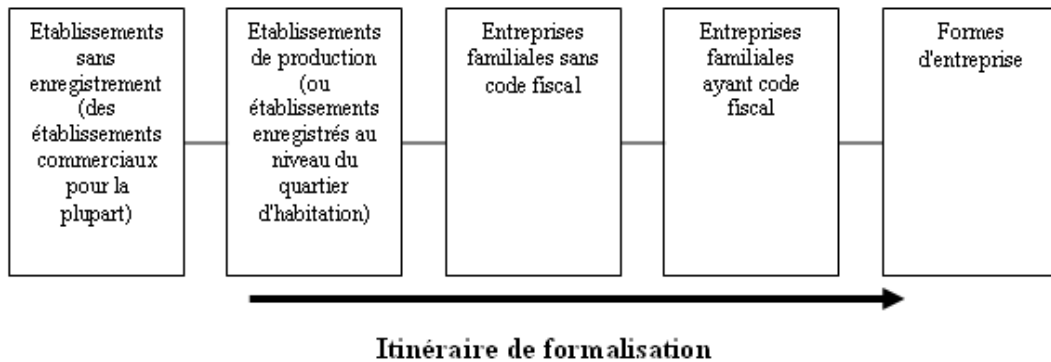 Etablissements
sans
enregistrement
(des
établissements
commerciaux
pour la
plupart)
Etablissements
de production
(ou
établissements
enregistrés au
niveau du
quartier
d'habitation)
Entreprises
familiales sans
code fiscal
Entreprises
familiales
ayant code
fiscal
Formes
d'entreprise
Itinéraire de formalisation